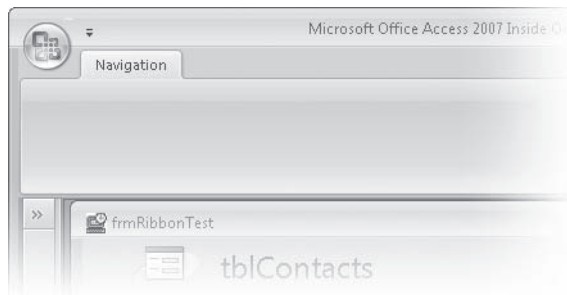 Microsoft Office Access 2007 Inside
Navigation
frmRibbonTest
tblContacts